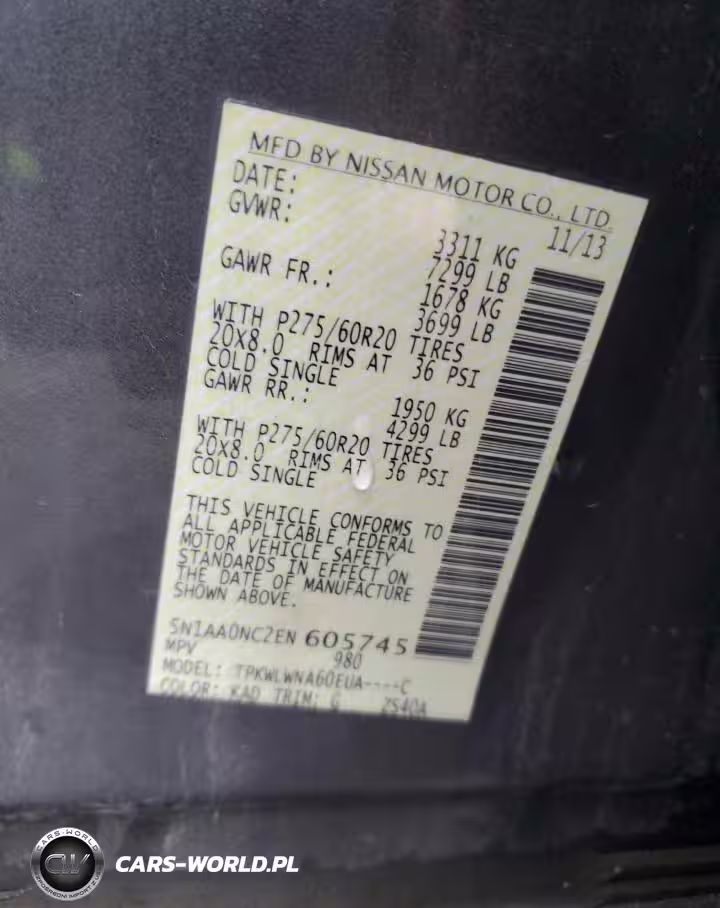 MFD BY NISSAN MOTOR CO., LTD.
DATE: 11/13
GVWR: 3311 KG
7299 LB
GAWR FR.: 1678 KG
3699 LB
WITH P275/60R20 TIRES
20X8.0 RIMS AT 36 PSI
COLD SINGLE
GAWR RR.: 1950 KG
4299 LB
WITH P275/60R20 TIRES
20X8.0 RIMS AT 36 PSI
COLD SINGLE
THIS VEHICLE CONFORMS TO
ALL APPLICABLE FEDERAL
MOTOR VEHICLE SAFETY
STANDARDS IN EFFECT ON
THE DATE OF MANUFACTURE
SHOWN ABOVE.
5N1AA0NC2EN 605745
MPV 980
MODEL: TPKWLWNA60EUA----C
COLOR: KAD TRIM: G ZS40A
CARS-WORLD
CW
CARS-WORLD.PL